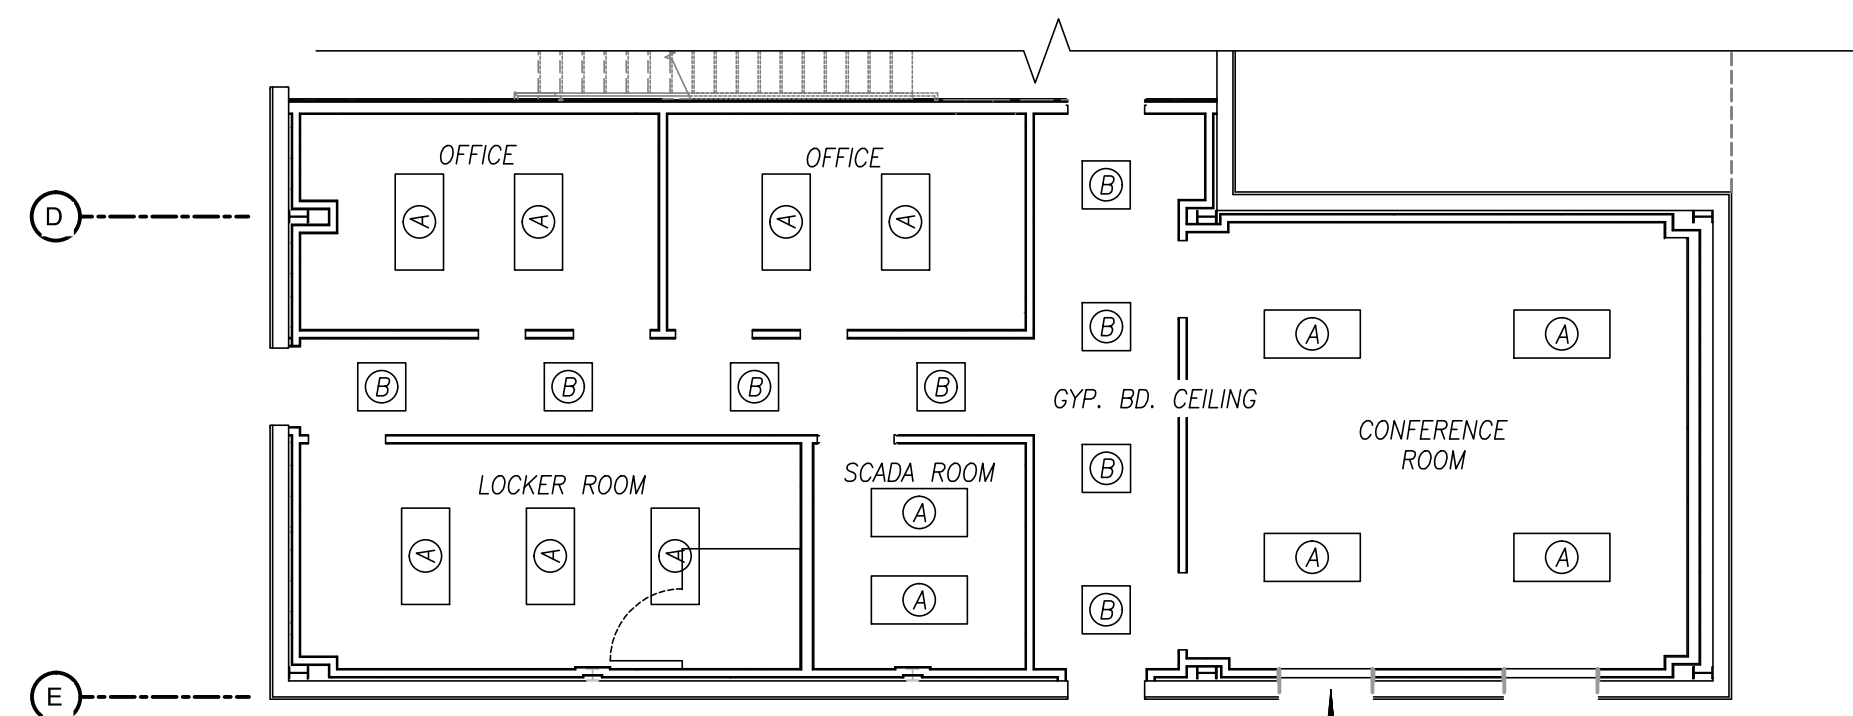 OFFICE
OFFICE
B
D
A
A
A
A
B
A
A
B
B
B
B
GYP. BD. CEILING
CONFERENCE
ROOM
B
SCADA ROOM
LOCKER ROOM
A
A
A
A
A
A
A
A
B
E